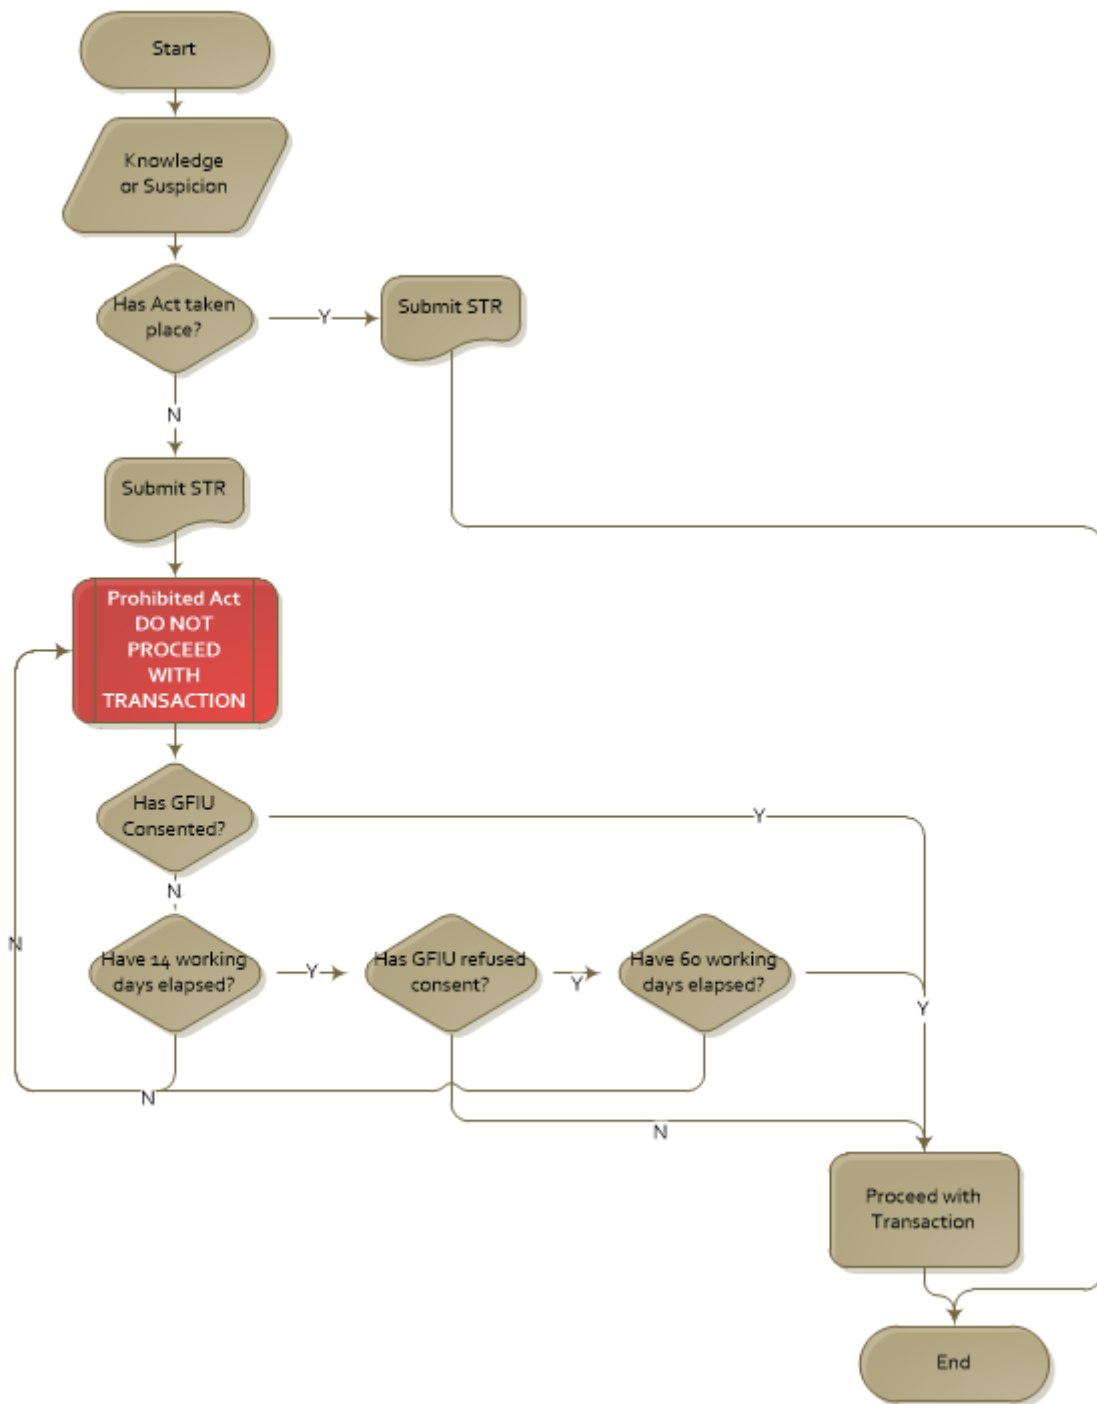 Start
Knowledge
or Suspicion
Has Act taken
place?
Y
Submit STR
N
Submit STR
Prohibited Act
DO NOT
PROCEED
WITH
TRANSACTION
Has GFIU
Consented?
Y
N
N
Have 14 working
days elapsed?
Y
Has GFIU refused
consent?
Y
Have 60 working
days elapsed?
Y
N
N
Proceed with
Transaction
End